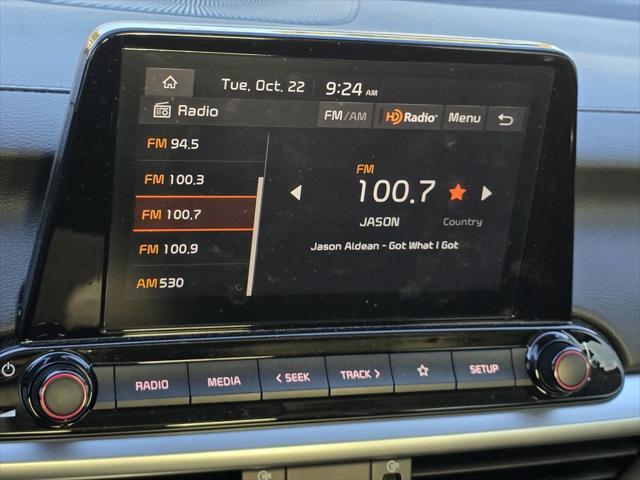 Tue, Oct. 22 9:24 AM
Radio FM/AM HD Radio Menu
FM 94.5
FM 100.3
FM 100.7
FM 100.9
AM 530
FM
100.7
JASON Country
Jason Aldean - Got What I Got
RADIO MEDIA < SEEK TRACK > SETUP